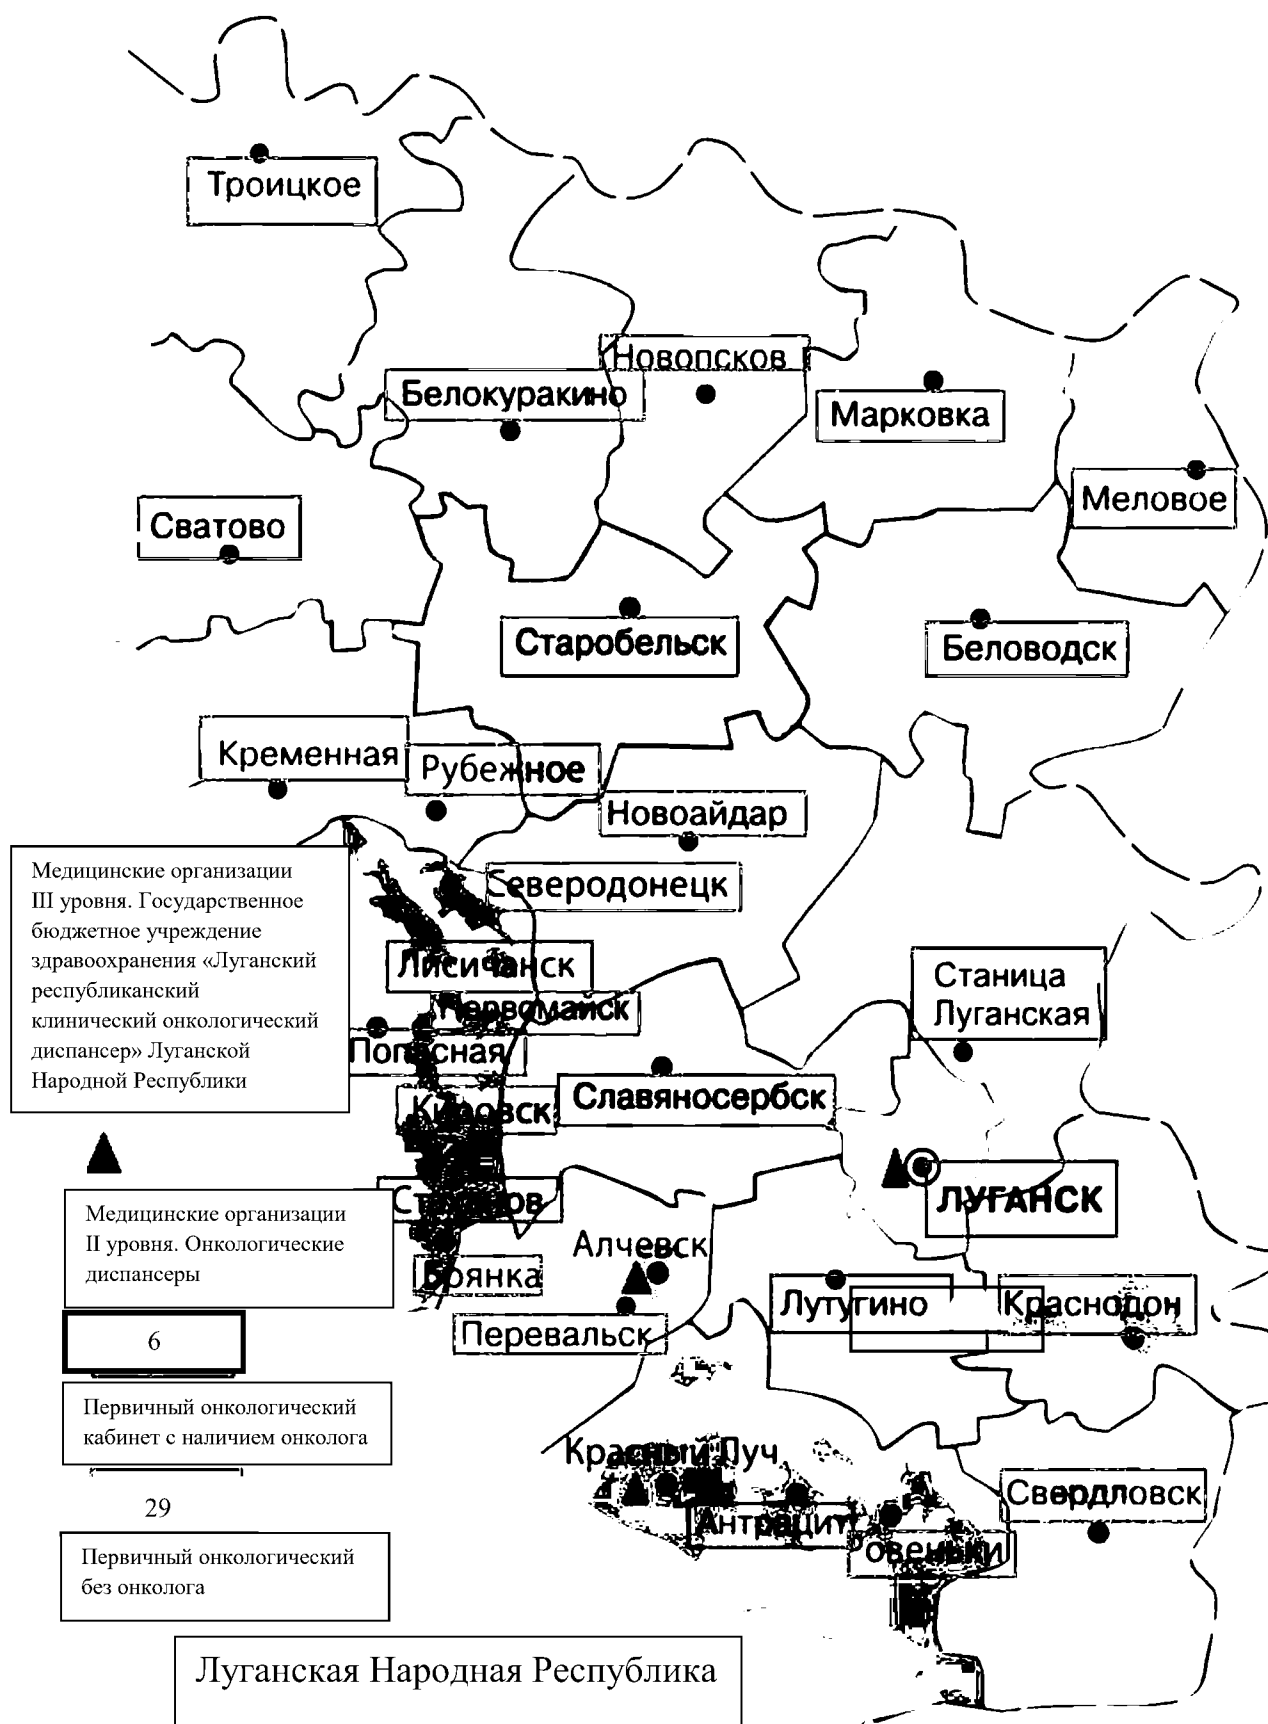 Троицкое
Новопсков
Белокуракино
Марковка
Меловое
Сватово
Старобельск
Беловодск
Кременная
Рубежное
Новоайдар
Северодонецк
Лисичанск
Первомайск
Попасная
Станица
Луганская
Славяносербск
Кировск
ЛУГАНСК
Стаханов
Алчевск
Брянка
Перевальск
Лутугино
Краснодон
Красный Луч
Антрацит
Ровеньки
Свердловск
Медицинские организации
III уровня. Государственное
бюджетное учреждение
здравоохранения «Луганский
республиканский
клинический онкологический
диспансер» Луганской
Народной Республики
Медицинские организации
II уровня. Онкологические
диспансеры
6
Первичный онкологический
кабинет с наличием онколога
29
Первичный онкологический
без онколога
Луганская Народная Республика